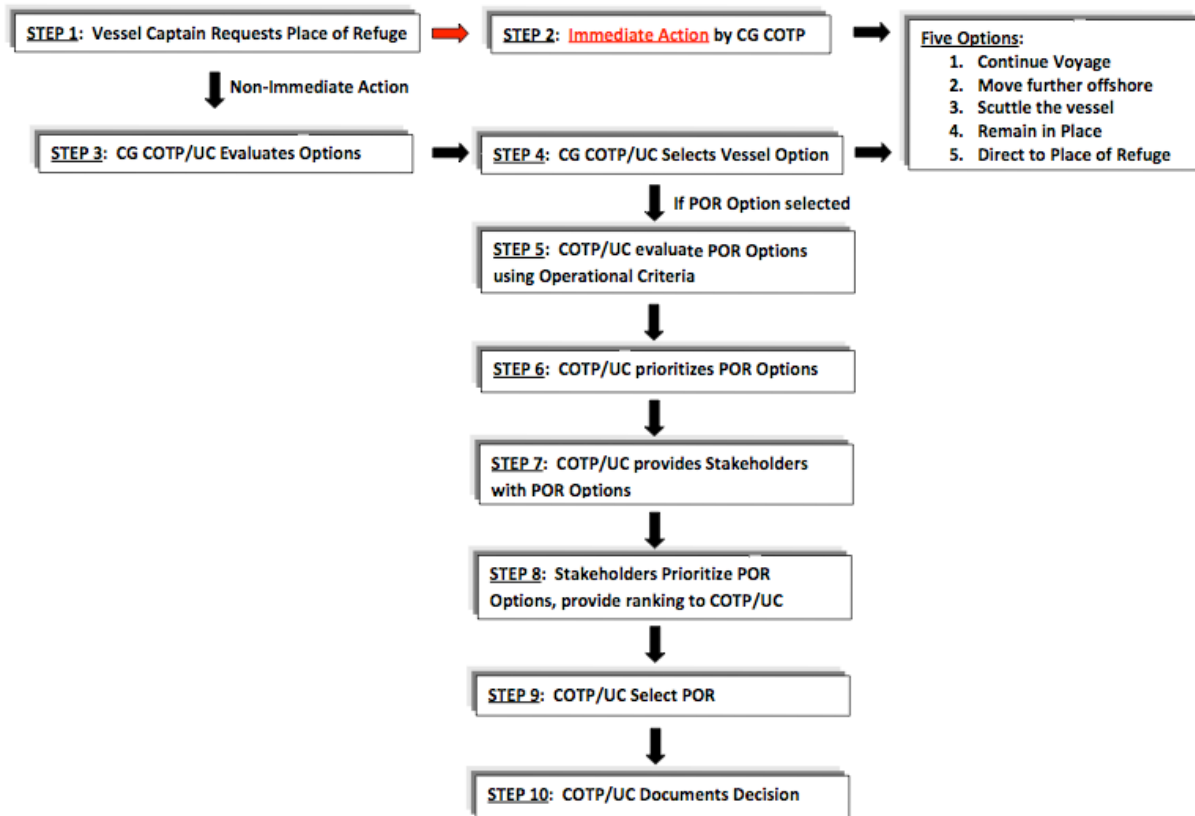 STEP 1: Vessel Captain Requests Place of Refuge
STEP 2: Immediate Action by CG COTP
Five Options:
1. Continue Voyage
2. Move further offshore
3. Scuttle the vessel
4. Remain in Place
5. Direct to Place of Refuge
Non-Immediate Action
STEP 3: CG COTP/UC Evaluates Options
STEP 4: CG COTP/UC Selects Vessel Option
If POR Option selected
STEP 5: COTP/UC evaluate POR Options
using Operational Criteria
STEP 6: COTP/UC prioritizes POR Options
STEP 7: COTP/UC provides Stakeholders
with POR Options
STEP 8: Stakeholders Prioritize POR
Options, provide ranking to COTP/UC
STEP 9: COTP/UC Select POR
STEP 10: COTP/UC Documents Decision